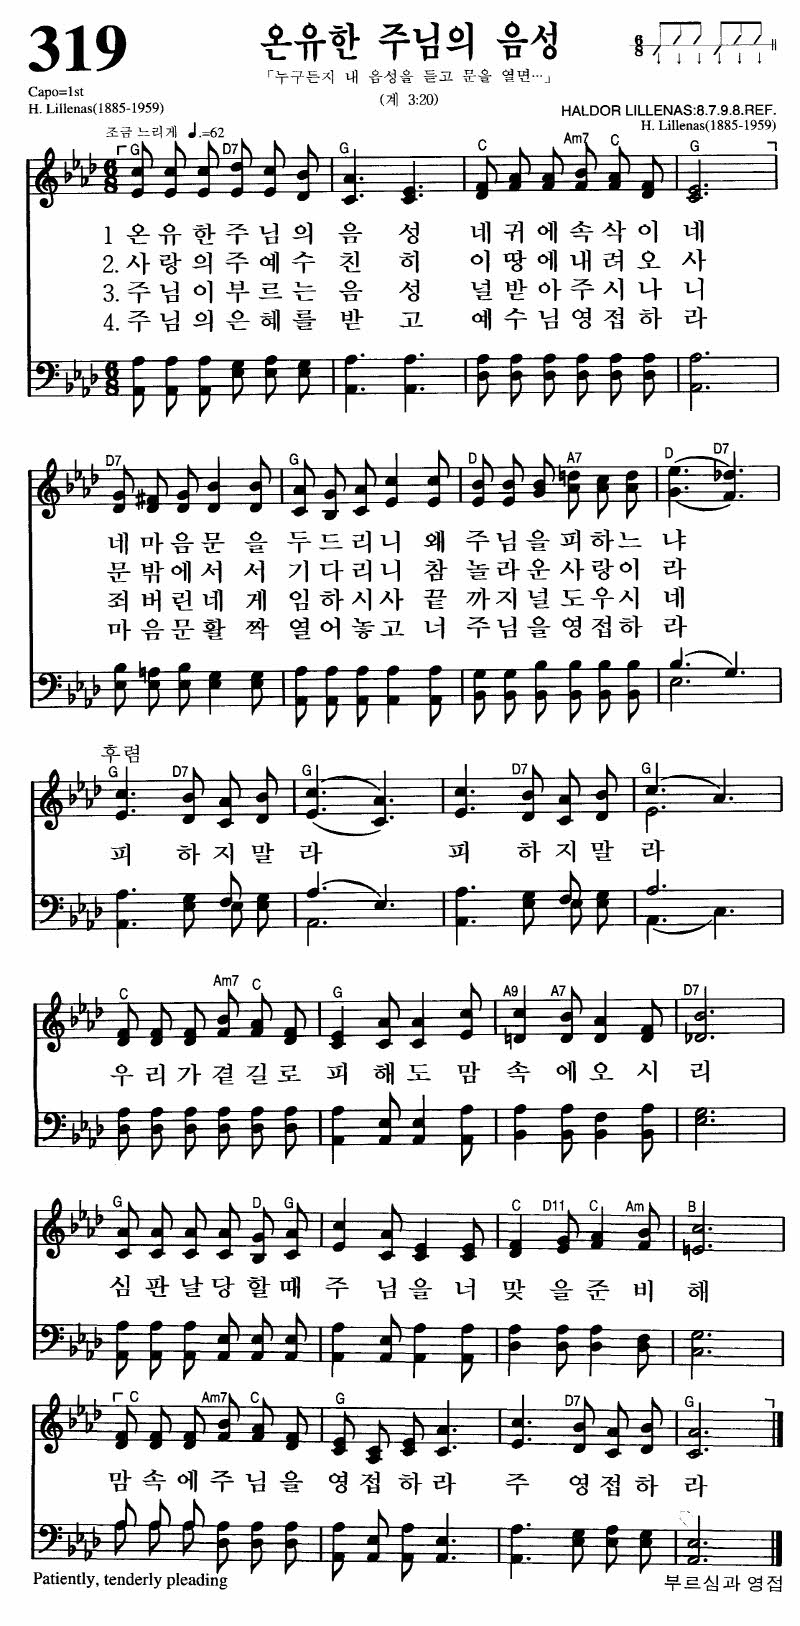 319
온유한 주님의 음성
「누구든지 내 음성을 듣고 문을 열면…」
(계 3:20)
6/8
Capo=1st
H. Lillenas(1885-1959)
HALDOR LILLENAS:8.7.9.8.REF.
H. Lillenas(1885-1959)
조금 느리게 ♩.=62
G D7 G C Am7 C G
1 온유한주님의 음 성 네귀에속삭이 네
2. 사랑의주예수 친 히 이땅에내려오 사
3. 주님이부르는 음 성 널받아주시나 니
4. 주님의은혜를 받 고 예수님영접하 라
D7 G D A7 D D7
네마음문 을 두드리니 왜 주님을피하느 냐
문밖에서 서 기다리니 참 놀라운사랑이 라
죄버린네 게 임하시사 끝 까지널도우시 네
마음문활 짝 열어놓고 너 주님을영접하 라
후렴
G D7 G D7 G
피 하지말 라 피 하지말 라
C Am7 C G A9 A7 D7
우리가곁길로 피 해도 맘 속 에오 시 리
G D G C D11 C Am B
심판날당할때 주 님을 너 맞 을준 비 해
C Am7 C G D7 G
맘속에주님을 영접하라 주 영접하 라
Patiently, tenderly pleading
부르심과 영접